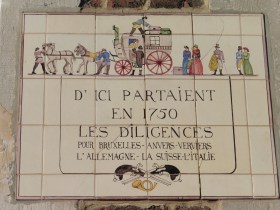 D'ICI PARTAIENT
EN 1750
LES DILIGENCES
POUR BRUXELLES-ANVERS-VERVIERS
L'ALLEMAGNE-LA SUISSE-L'ITALIE